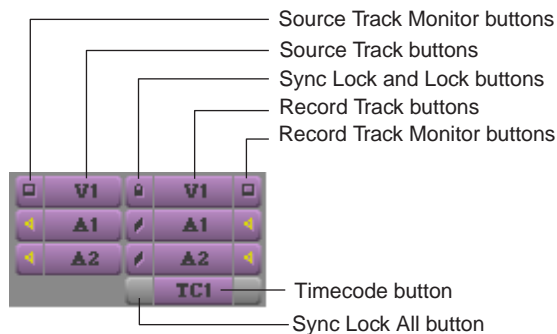 Source Track Monitor buttons
Source Track buttons
Sync Lock and Lock buttons
Record Track buttons
Record Track Monitor buttons
V1 V1
A1 A1
A2 A2
TC1
Timecode button
Sync Lock All button